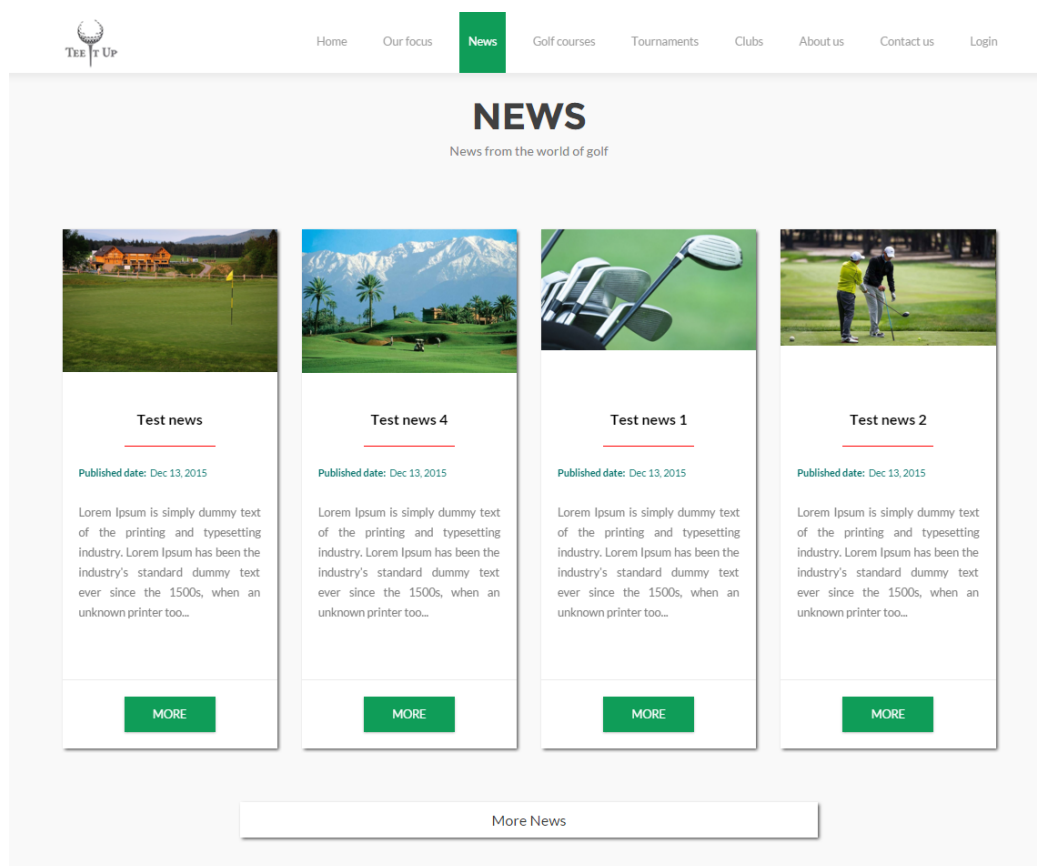 TEE IT UP
Home Our focus News Golf courses Tournaments Clubs About us Contact us Login
NEWS
News from the world of golf
Test news
Published date: Dec 13, 2015
Lorem Ipsum is simply dummy text
of the printing and typesetting
industry. Lorem Ipsum has been the
industry's standard dummy text
ever since the 1500s, when an
unknown printer too...
MORE
Test news 4
Published date: Dec 13, 2015
Lorem Ipsum is simply dummy text
of the printing and typesetting
industry. Lorem Ipsum has been the
industry's standard dummy text
ever since the 1500s, when an
unknown printer too...
MORE
Test news 1
Published date: Dec 13, 2015
Lorem Ipsum is simply dummy text
of the printing and typesetting
industry. Lorem Ipsum has been the
industry's standard dummy text
ever since the 1500s, when an
unknown printer too...
MORE
Test news 2
Published date: Dec 13, 2015
Lorem Ipsum is simply dummy text
of the printing and typesetting
industry. Lorem Ipsum has been the
industry's standard dummy text
ever since the 1500s, when an
unknown printer too...
MORE
More News